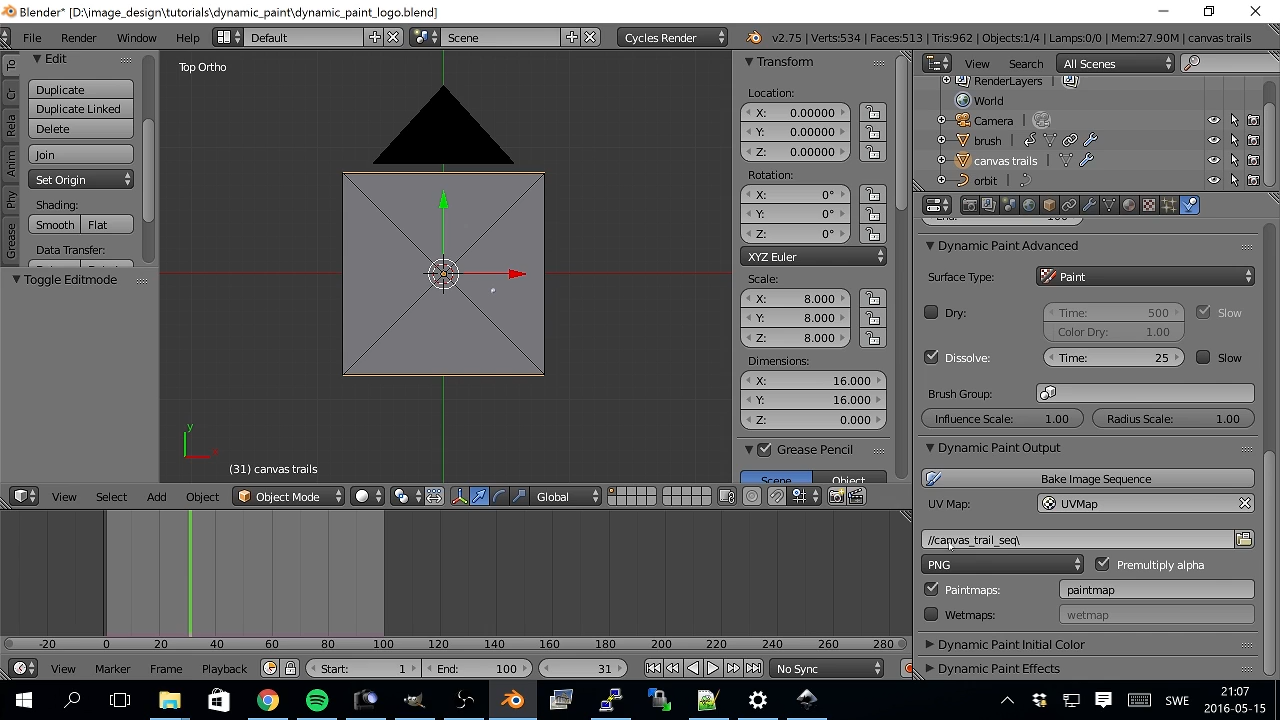 Blender* [D:\image_design\tutorials\dynamic_paint\dynamic_paint_logo.blend]
File Render Window Help Default Scene Cycles Render v2.75 | Verts:534 | Faces:513 | Tris:962 | Objects:1/4 | Lamps:0/0 | Mem:27.90M | canvas trails
To
Cr
Rela
Anim
Phy
Grease
Edit
Duplicate
Duplicate Linked
Delete
Join
Set Origin
Shading:
Smooth Flat
Data Transfer:
Toggle Editmode
Top Ortho
y
(31) canvas trails
Transform
Location:
X: 0.00000
Y: 0.00000
Z: 0.00000
Rotation:
X: 0°
Y: 0°
Z: 0°
XYZ Euler
Scale:
X: 8.000
Y: 8.000
Z: 8.000
Dimensions:
X: 16.000
Y: 16.000
Z: 0.000
Grease Pencil
Scene Object
View Search All Scenes
RenderLayers
World
Camera
brush
canvas trails
orbit
End: 100
Dynamic Paint Advanced
Surface Type: Paint
Dry: Time: 500 Slow
Color Dry: 1.00
Dissolve: Time: 25 Slow
Brush Group:
Influence Scale: 1.00 Radius Scale: 1.00
Dynamic Paint Output
Bake Image Sequence
UV Map: UVMap
//canvas_trail_seq\
PNG Premultiply alpha
Paintmaps: paintmap
Wetmaps: wetmap
Dynamic Paint Initial Color
Dynamic Paint Effects
View Select Add Object Object Mode Global
-20 0 20 40 60 80 100 120 140 160 180 200 220 240 260 280
View Marker Frame Playback Start: 1 End: 100 31 No Sync
SWE
21:07
2016-05-15